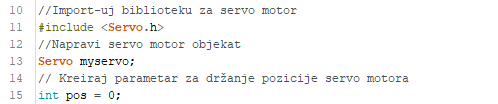 10 //Import-uj biblioteku za servo motor
11 #include <Servo.h>
12 //Napravi servo motor objekat
13 Servo myservo;
14 // Kreiraj parametar za držanje pozicije servo motora
15 int pos = 0;